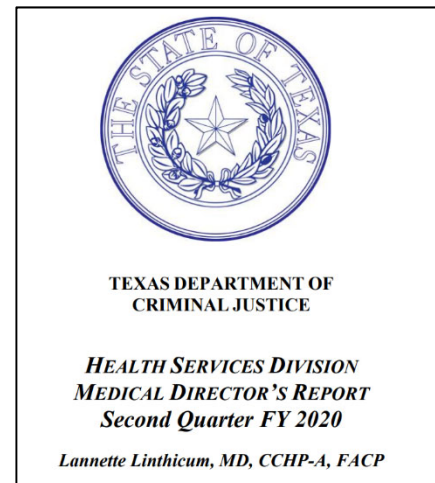 THE STATE OF TEXAS
TEXAS DEPARTMENT OF
CRIMINAL JUSTICE
HEALTH SERVICES DIVISION
MEDICAL DIRECTOR'S REPORT
Second Quarter FY 2020
Lannette Linthicum, MD, CCHP-A, FACP